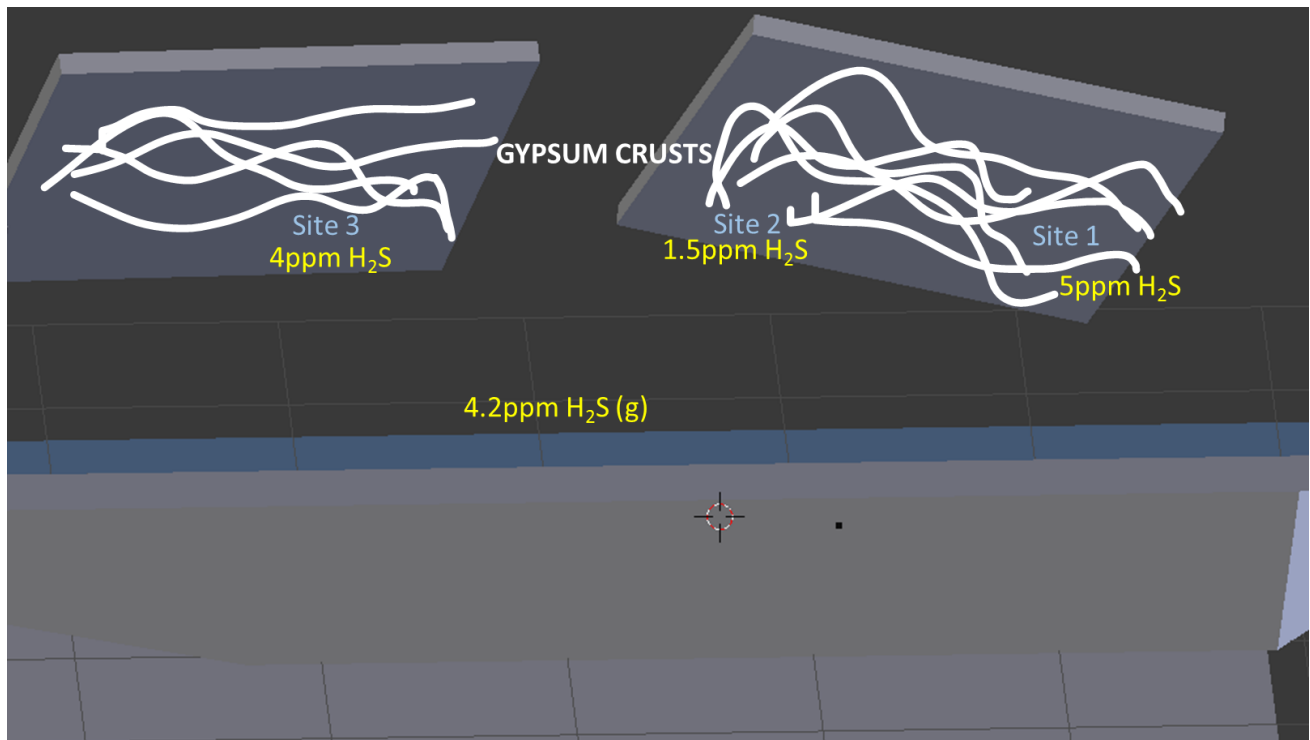 GYPSUM CRUSTS
Site 3
4ppm H₂S
Site 2
1.5ppm H₂S
Site 1
5ppm H₂S
4.2ppm H₂S (g)